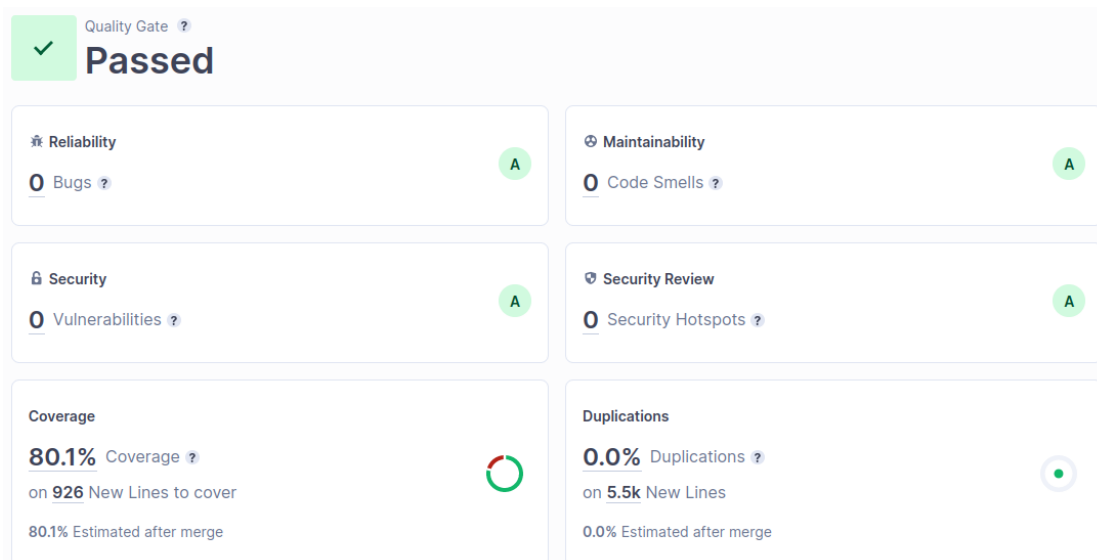 Quality Gate ?
Passed
Reliability
0 Bugs ?
A
Maintainability
0 Code Smells ?
A
Security
0 Vulnerabilities ?
A
Security Review
0 Security Hotspots ?
A
Coverage
80.1% Coverage ?
on 926 New Lines to cover
80.1% Estimated after merge
Duplications
0.0% Duplications ?
on 5.5k New Lines
0.0% Estimated after merge